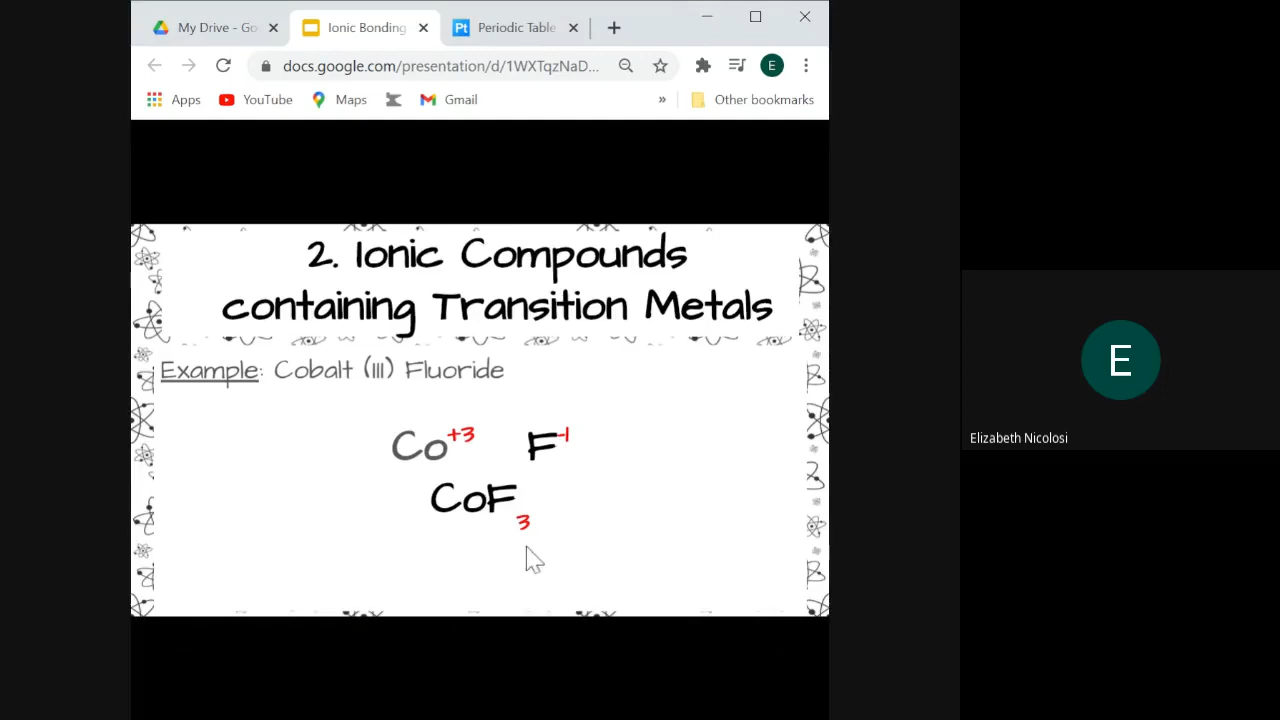 My Drive - Go
Ionic Bonding
Pt
Periodic Table
docs.google.com/presentation/d/1WXTqzNaD...
E
Apps
YouTube
Maps
Gmail
»
Other bookmarks
2. Ionic Compounds
containing Transition Metals
Example: Cobalt (III) Fluoride
Co+3 F-1
CoF3
E
Elizabeth Nicolosi